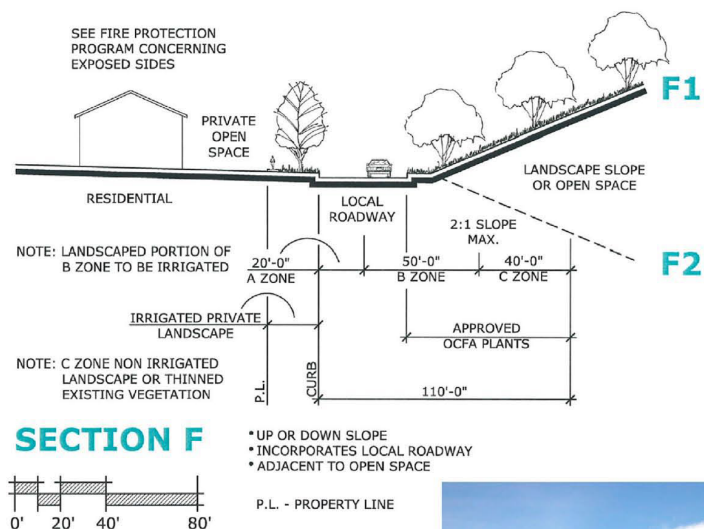 SEE FIRE PROTECTION
PROGRAM CONCERNING
EXPOSED SIDES
PRIVATE
OPEN
SPACE
F1
RESIDENTIAL
LOCAL
ROADWAY
LANDSCAPE SLOPE
OR OPEN SPACE
2:1 SLOPE
MAX.
F2
NOTE: LANDSCAPED PORTION OF
B ZONE TO BE IRRIGATED
20'-0"
A ZONE
50'-0"
B ZONE
40'-0"
C ZONE
IRRIGATED PRIVATE
LANDSCAPE
APPROVED
OCFA PLANTS
NOTE: C ZONE NON IRRIGATED
LANDSCAPE OR THINNED
EXISTING VEGETATION
P.L.
CURB
110'-0"
SECTION F
• UP OR DOWN SLOPE
• INCORPORATES LOCAL ROADWAY
• ADJACENT TO OPEN SPACE
P.L. - PROPERTY LINE
0' 20' 40' 80'